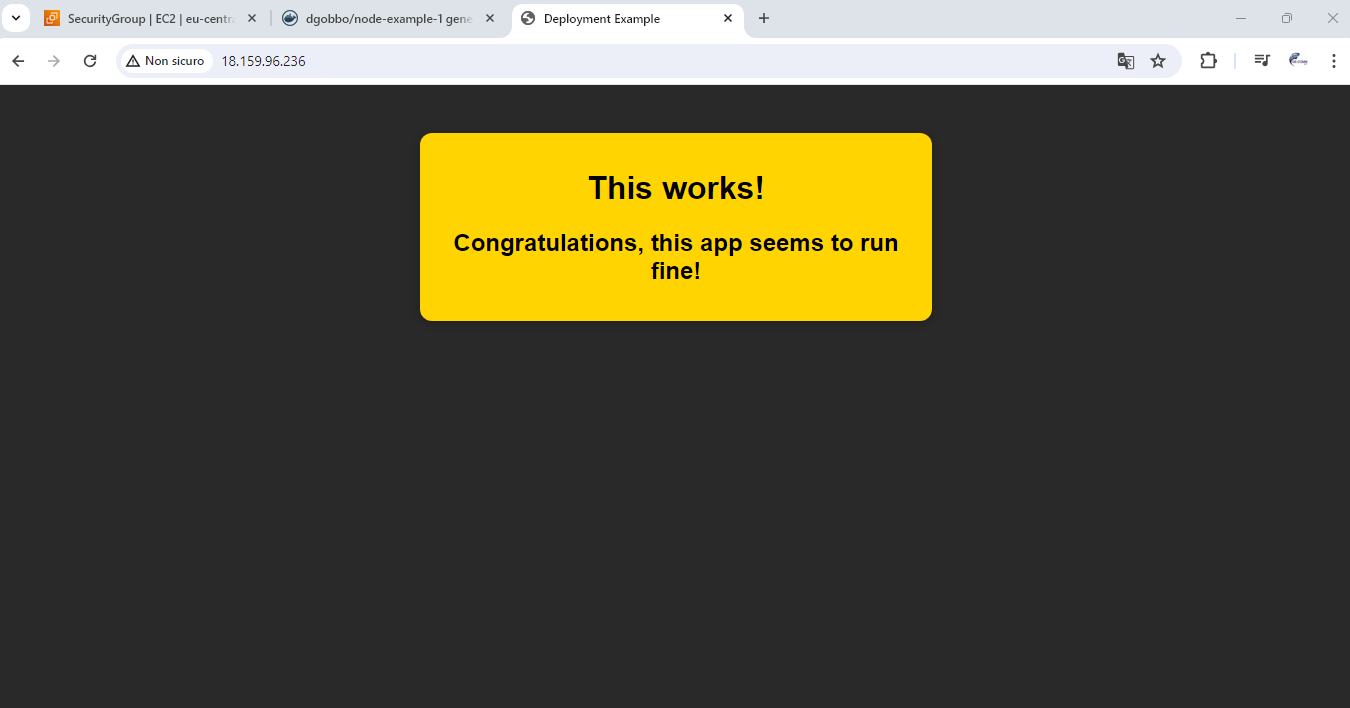 SecurityGroup | EC2 | eu-centr
dgobbo/node-example-1 gene
Deployment Example
Non sicuro
18.159.96.236
This works!
Congratulations, this app seems to run
fine!